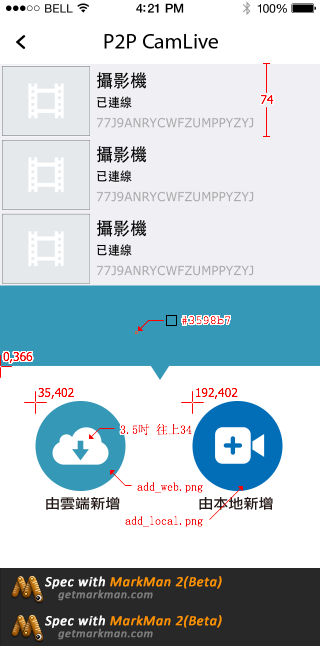 BELL 4:21 PM 100%
P2P CamLive
攝影機
已連線
77J9ANRYCWFZUMPPYZYJ
74
攝影機
已連線
77J9ANRYCWFZUMPPYZYJ
攝影機
已連線
77J9ANRYCWFZUMPPYZYJ
#3598b7
0,366
35,402
192,402
3.5吋 往上34
add_web.png
由雲端新增
由本地新增
add_local.png
Spec with MarkMan 2(Beta)
getmarkman.com
Spec with MarkMan 2(Beta)
getmarkman.com